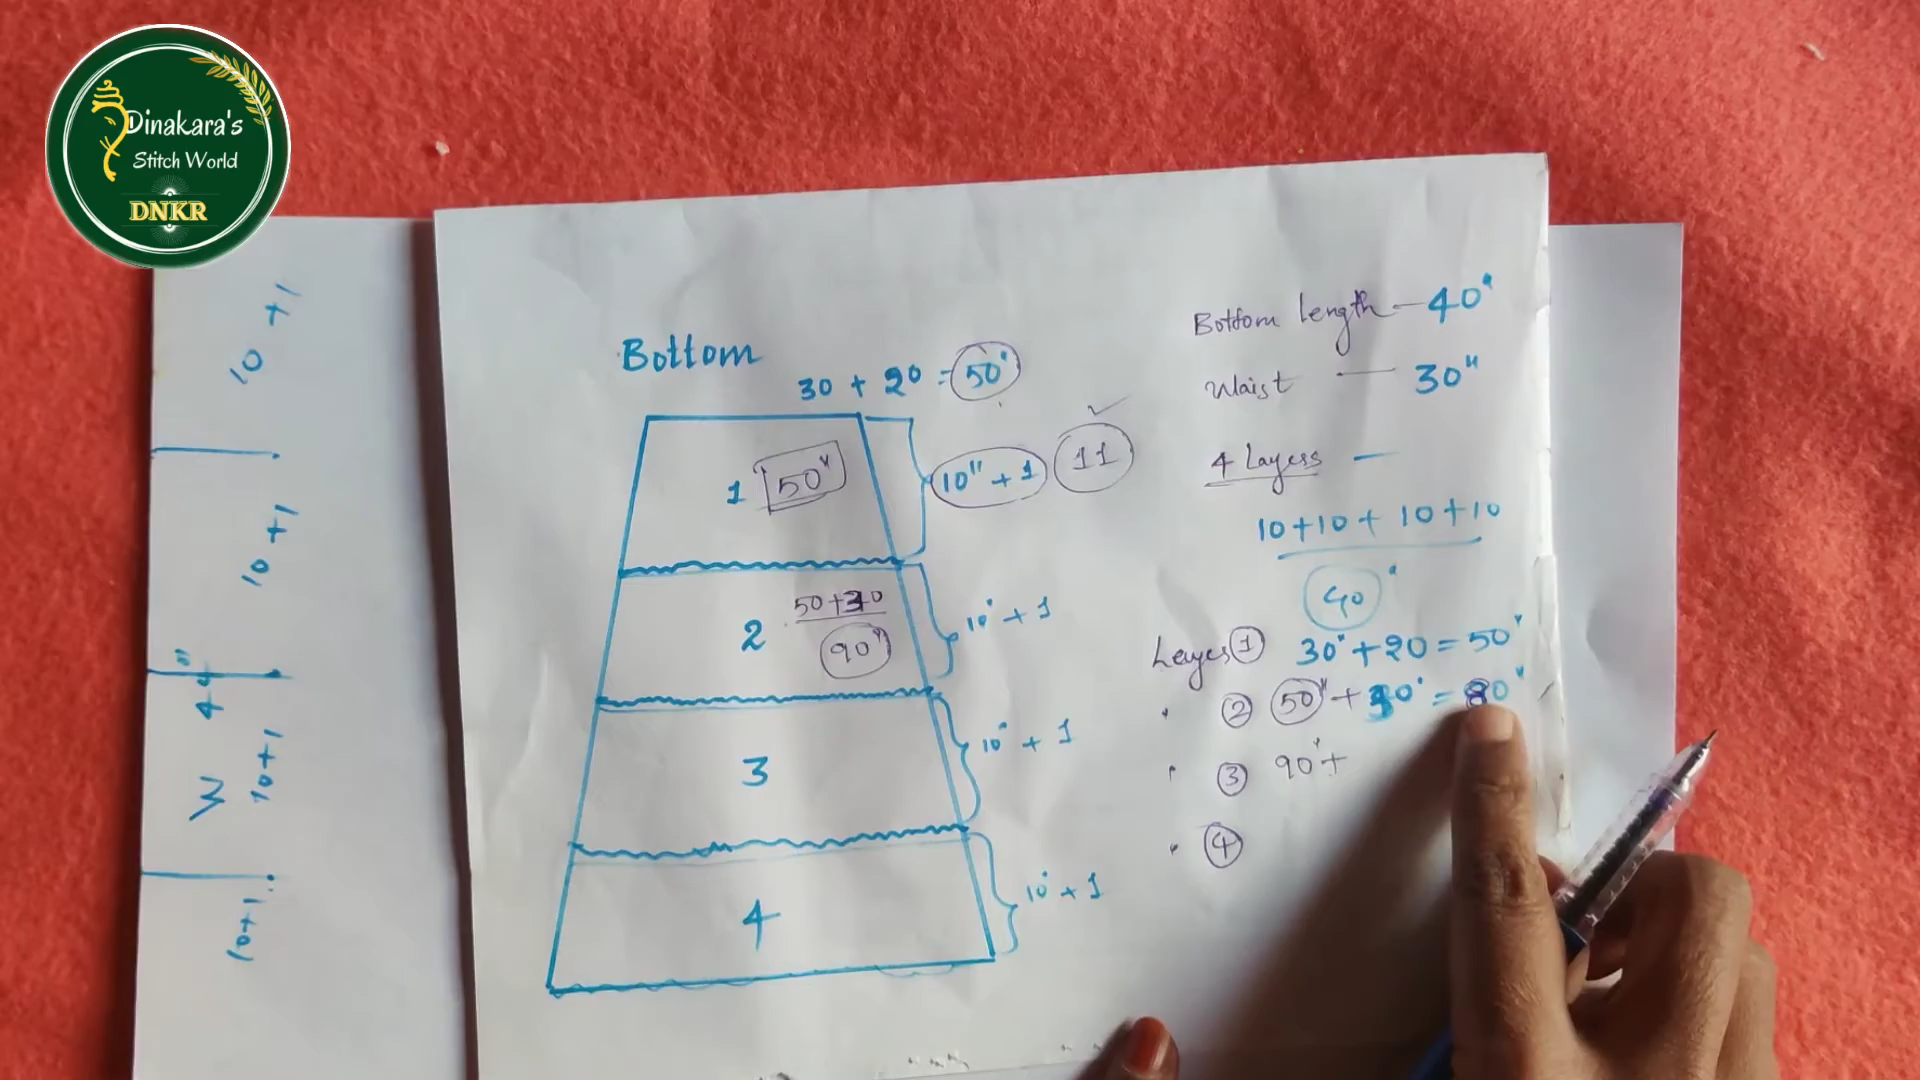 Dinakara's
Stitch World
DNKR
10 + 1
10 + 1
10+1
W 4
10+1
Bottom
30 + 20 = 50"
1 50"
10" + 1 11
2 50+30
90"
10" + 1
3
10" + 1
4
10" + 1
Bottom length - 40"
Waist - 30"
4 Layers -
10+10 + 10+10
40"
Layers 1 30" + 20 = 50"
" 2 50" + 30" = 80"
" 3 90" +
" 4